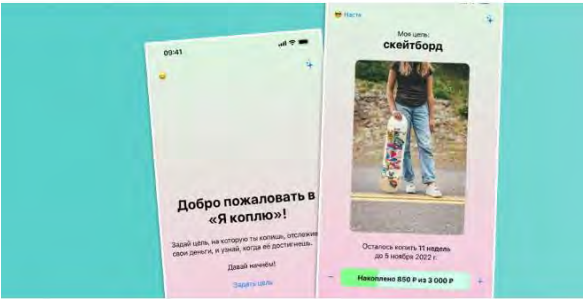 09:41
Добро пожаловать в
«Я коплю»!
Задай цель, на которую ты копишь, отслежив
свои деньги, и узнай, когда её достигнешь.
Давай начнём!
Задать цель
Настя
Моя цель:
скейтборд
Осталось копить 11 недель
до 5 ноября 2022 г.
− Накоплено 850 ₽ из 3 000 ₽ +